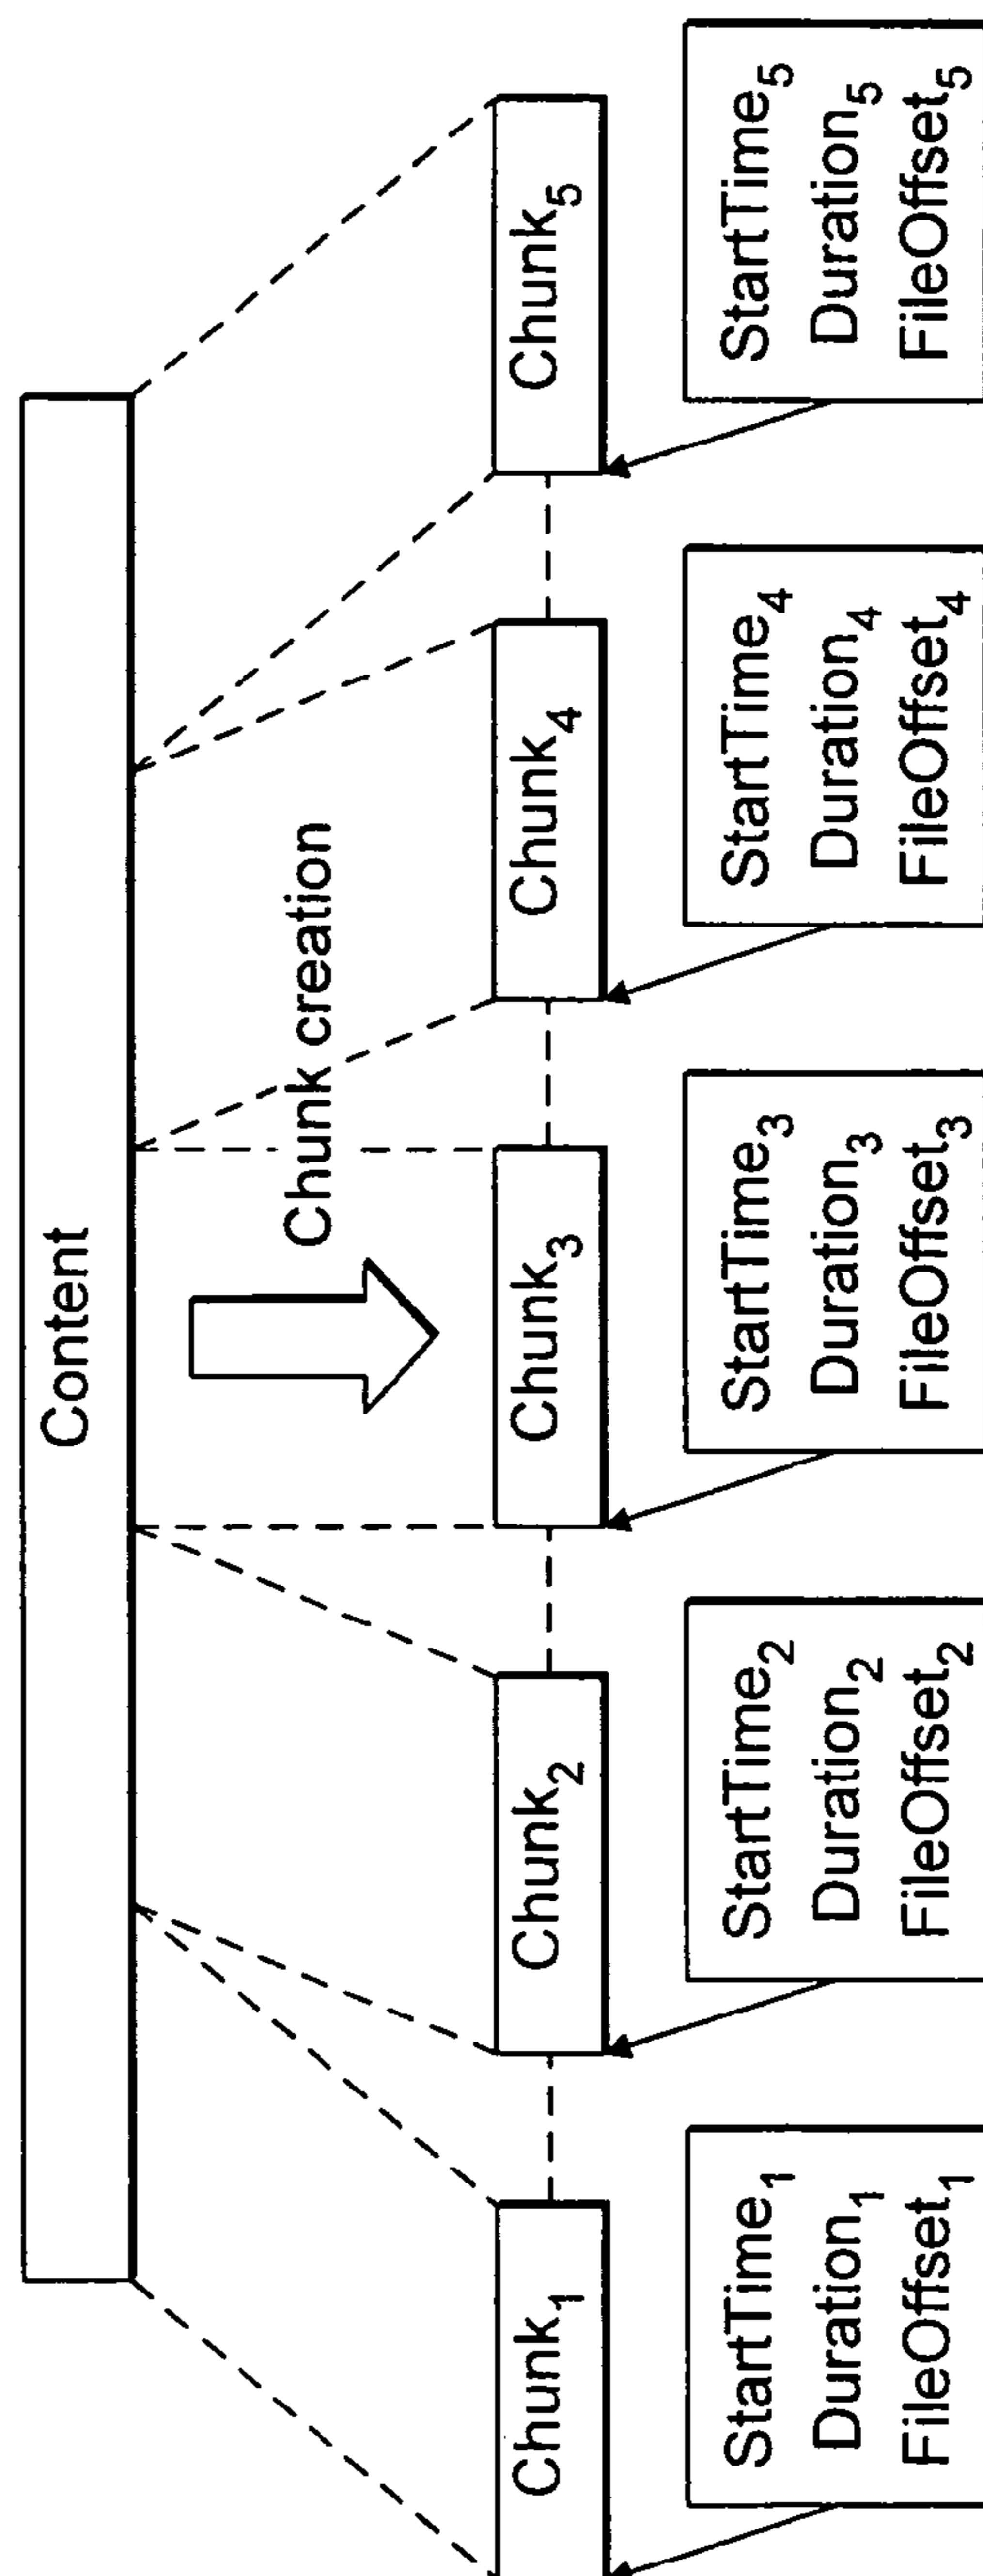 Content
Chunk creation
Chunk₁
Chunk₂
Chunk₃
Chunk₄
Chunk₅
StartTime₁
Duration₁
FileOffset₁
StartTime₂
Duration₂
FileOffset₂
StartTime₃
Duration₃
FileOffset₃
StartTime₄
Duration₄
FileOffset₄
StartTime₅
Duration₅
FileOffset₅